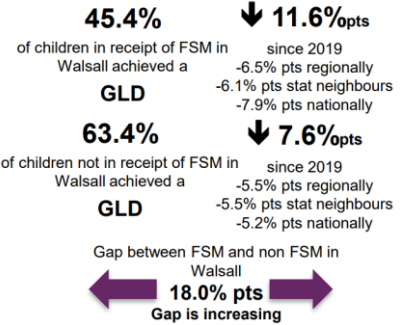 45.4%
of children in receipt of FSM in
Walsall achieved a
GLD
11.6%pts
since 2019
-6.5% pts regionally
-6.1% pts stat neighbours
-7.9% pts nationally
63.4%
of children not in receipt of FSM in
Walsall achieved a
GLD
7.6%pts
since 2019
-5.5% pts regionally
-5.5% pts stat neighbours
-5.2% pts nationally
Gap between FSM and non FSM in
Walsall
18.0% pts
Gap is increasing